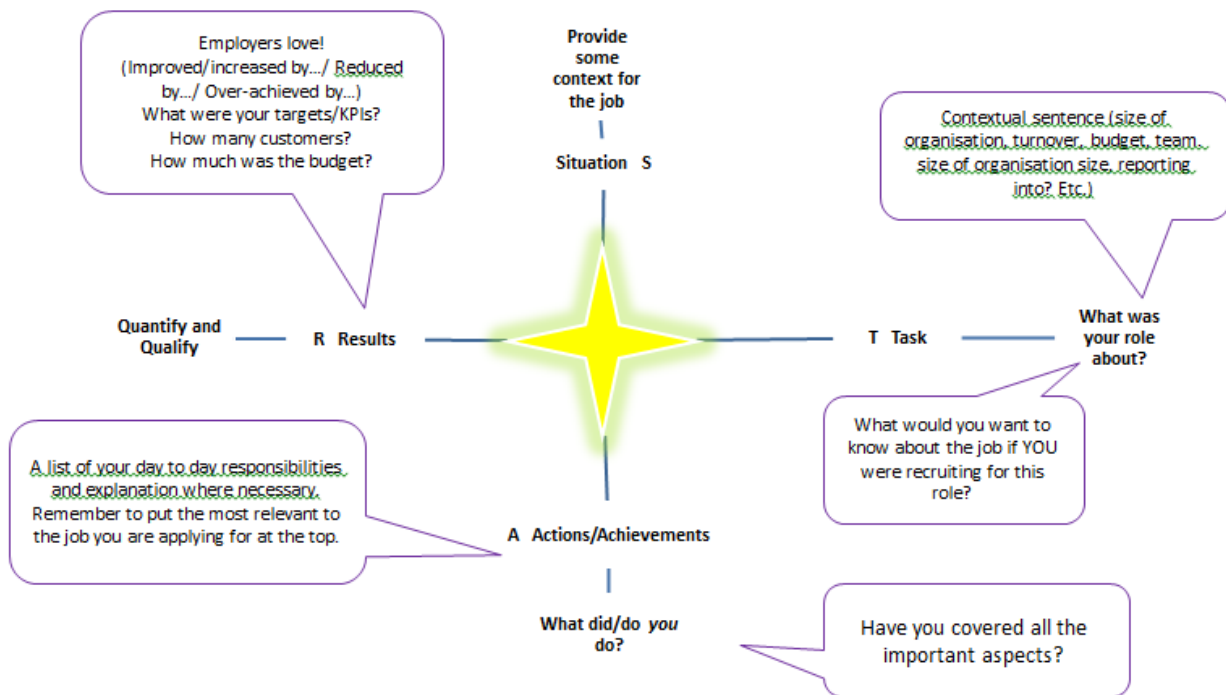 Employers love!
(Improved/increased by…/ Reduced
by…/ Over-achieved by…)
What were your targets/KPIs?
How many customers?
How much was the budget?
Provide
some
context for
the job
Situation S
Contextual sentence (size of
organisation, turnover, budget, team,
size of organisation size, reporting
into? Etc.)
Quantify and
Qualify
R Results
T Task
What was
your role
about?
What would you want to
know about the job if YOU
were recruiting for this
role?
A list of your day to day responsibilities
and explanation where necessary,
Remember to put the most relevant to
the job you are applying for at the top.
A Actions/Achievements
What did/do you
do?
Have you covered all the
important aspects?